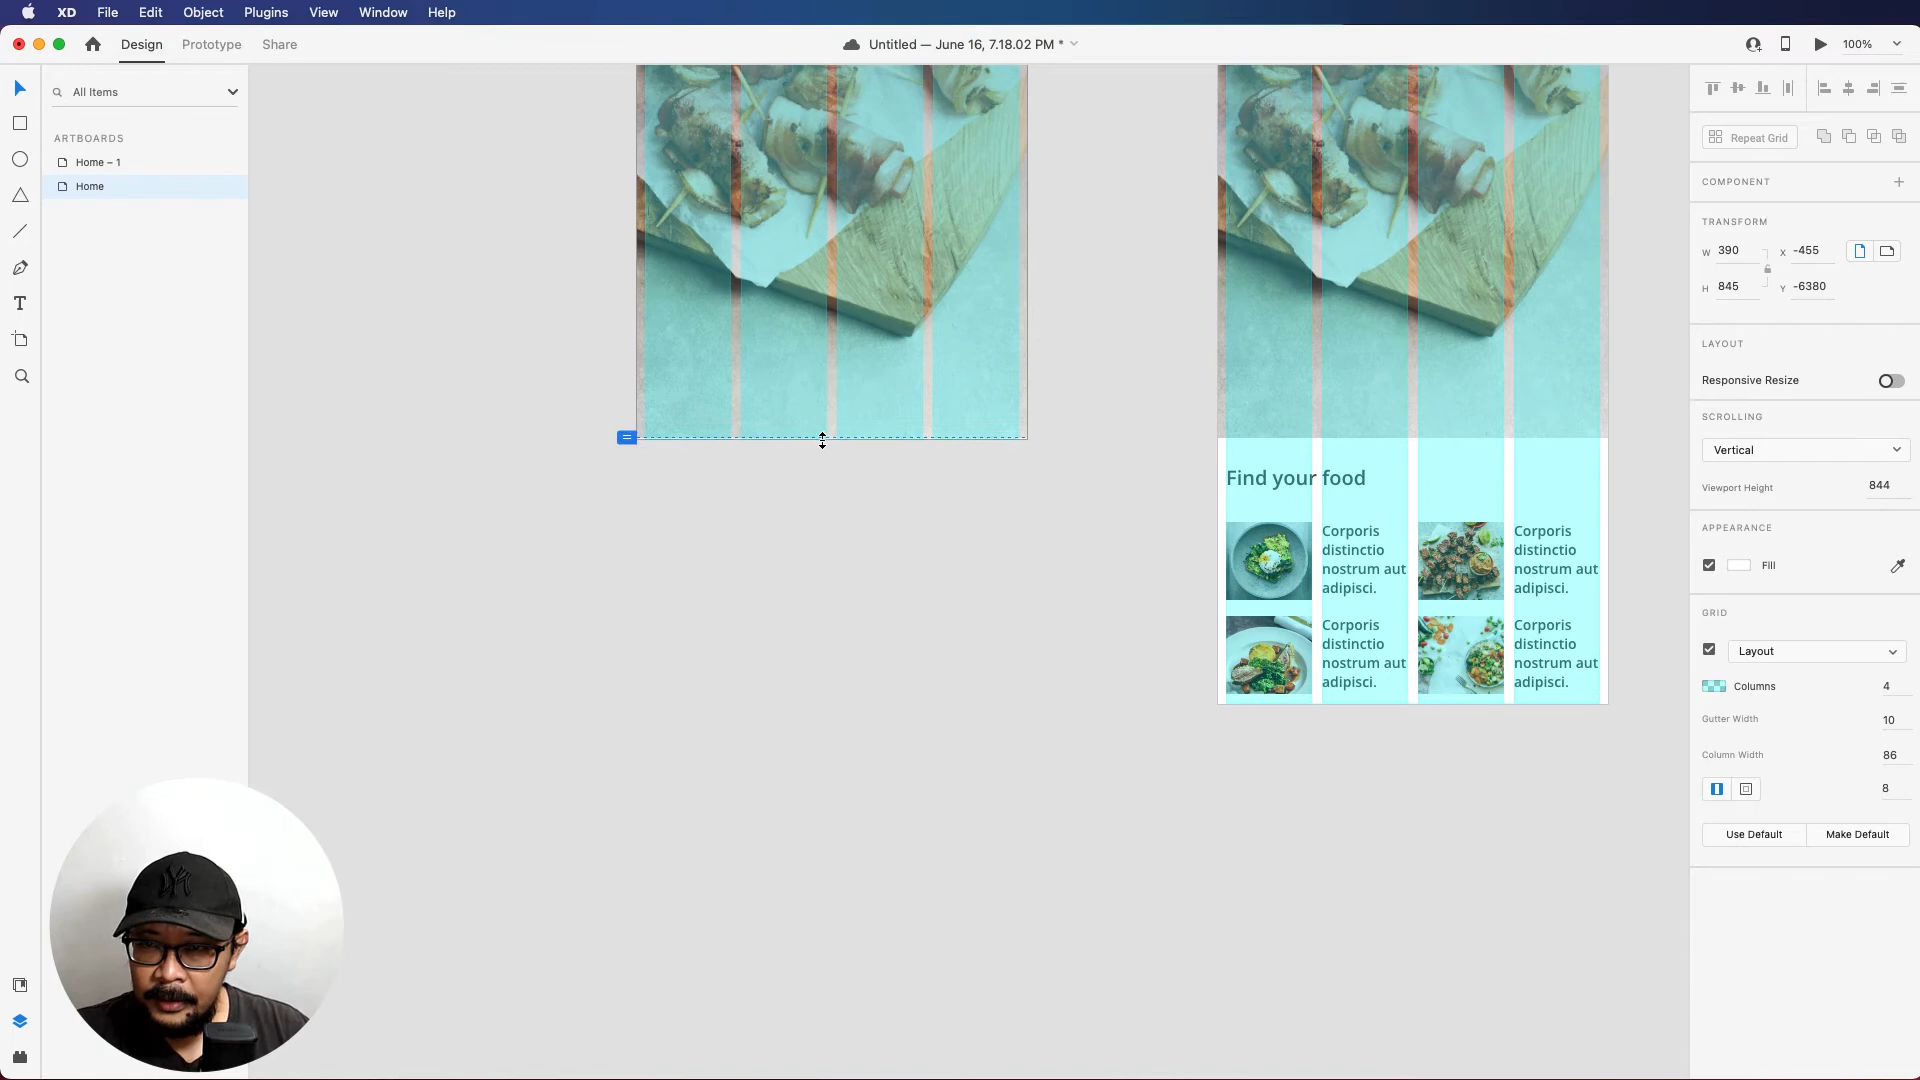 XD File Edit Object Plugins View Window Help
Design Prototype Share
Untitled — June 16, 7.18.02 PM *
100%
All Items
ARTBOARDS
Home – 1
Home
Repeat Grid
COMPONENT
TRANSFORM
W 390 X -455
H 845 Y -6380
LAYOUT
Responsive Resize
SCROLLING
Vertical
Viewport Height 844
APPEARANCE
Fill
GRID
Layout
Columns 4
Gutter Width 10
Column Width 86
8
Use Default Make Default
Find your food
Corporis
distinctio
nostrum aut
adipisci.
Corporis
distinctio
nostrum aut
adipisci.
Corporis
distinctio
nostrum aut
adipisci.
Corporis
distinctio
nostrum aut
adipisci.